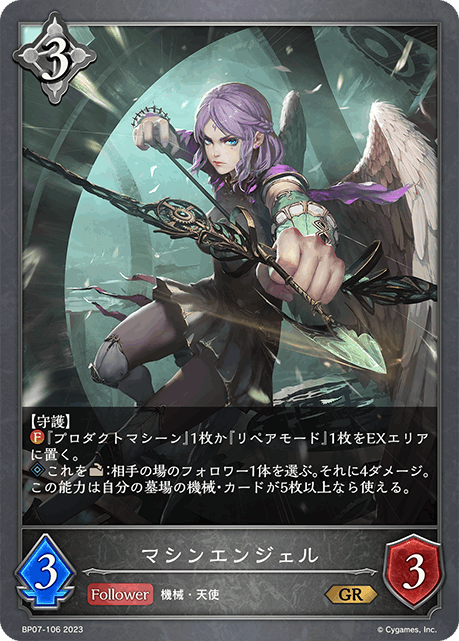 3
【守護】
F『プロダクトマシーン』1枚か『リペアモード』1枚をEXエリア
に置く。
これを:相手の場のフォロワー1体を選ぶ。それに4ダメージ。
この能力は自分の墓場の機械・カードが5枚以上なら使える。
マシンエンジェル
3 Follower 機械・天使 GR 3
BP07-106 2023 © Cygames, Inc.